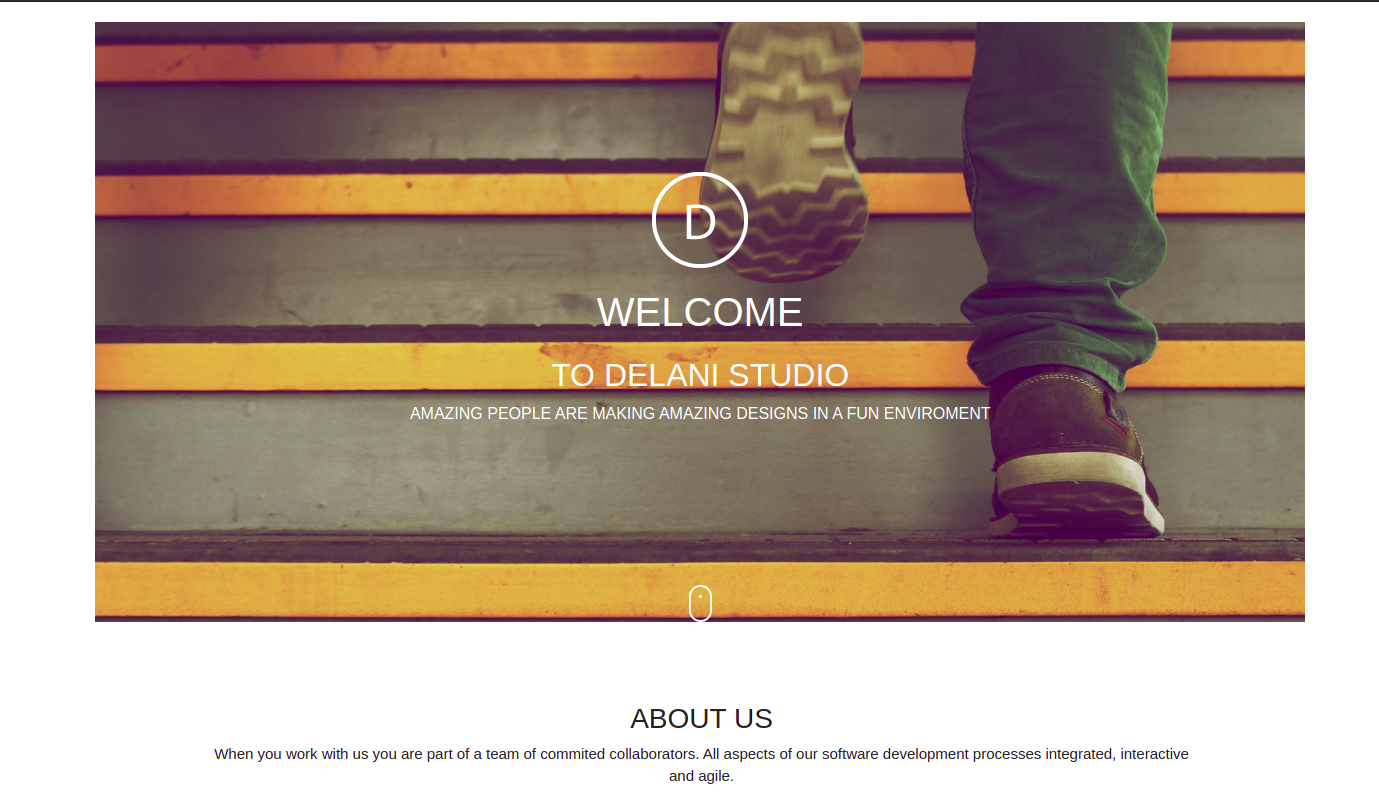 D
WELCOME
TO DELANI STUDIO
AMAZING PEOPLE ARE MAKING AMAZING DESIGNS IN A FUN ENVIROMENT
ABOUT US
When you work with us you are part of a team of commited collaborators. All aspects of our software development processes integrated, interactive
and agile.